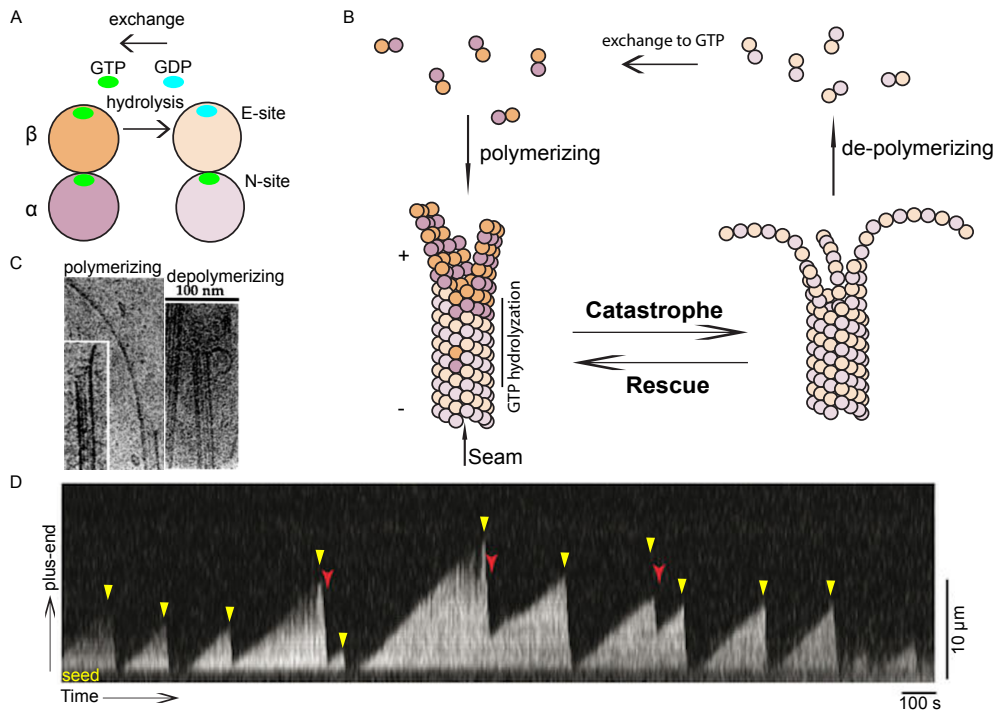 A
exchange
GTP
GDP
hydrolysis
E-site
β
N-site
α
B
exchange to GTP
polymerizing
de-polymerizing
+
GTP hydrolyzation
Catastrophe
Rescue
-
Seam
C
polymerizing
depolymerizing
100 nm
D
plus-end
seed
Time
10 μm
100 s